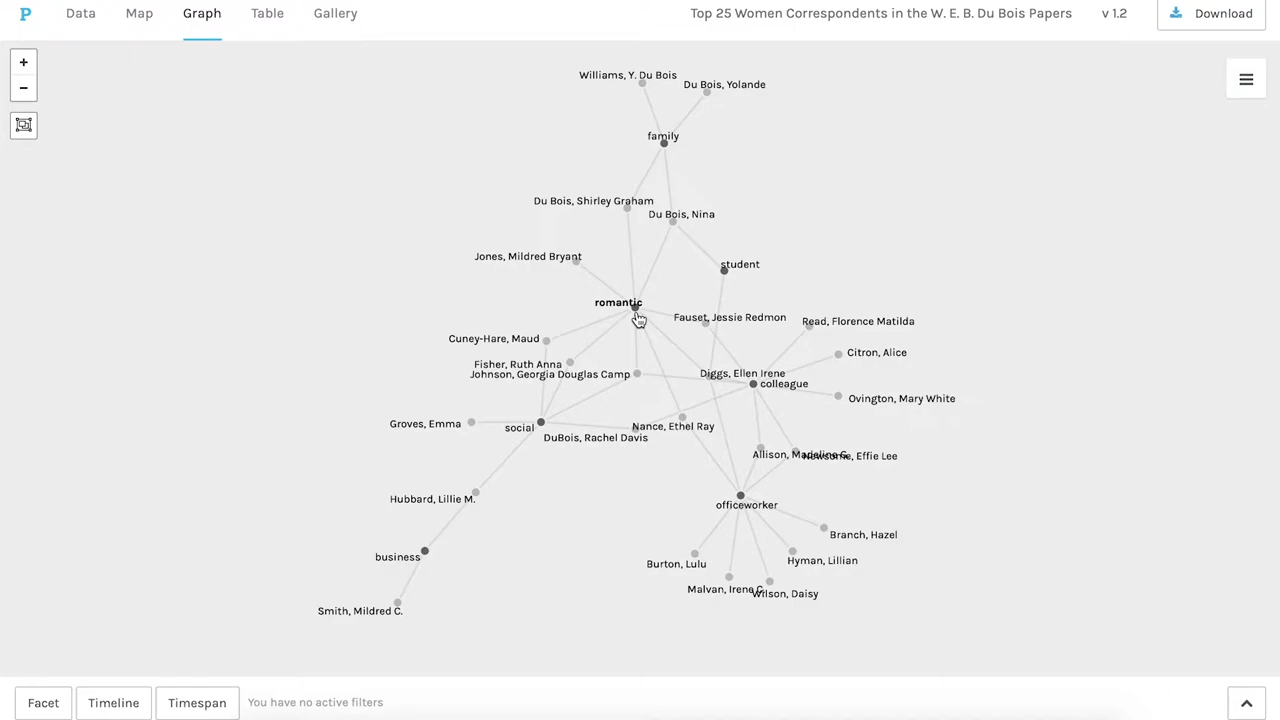 P Data Map Graph Table Gallery Top 25 Women Correspondents in the W. E. B. Du Bois Papers v 1.2 Download
+
-
Williams, Y. Du Bois
Du Bois, Yolande
family
Du Bois, Shirley Graham
Du Bois, Nina
Jones, Mildred Bryant
student
romantic
Fauset, Jessie Redmon
Read, Florence Matilda
Cuney-Hare, Maud
Citron, Alice
Fisher, Ruth Anna
Johnson, Georgia Douglas Camp
Diggs, Ellen Irene
colleague
Ovington, Mary White
Groves, Emma
social
Nance, Ethel Ray
DuBois, Rachel Davis
Allison, Madeline G.
Newsome, Effie Lee
Hubbard, Lillie M.
officeworker
Branch, Hazel
business
Burton, Lulu
Hyman, Lillian
Malvan, Irene C.
Wilson, Daisy
Smith, Mildred C.
Facet Timeline Timespan You have no active filters